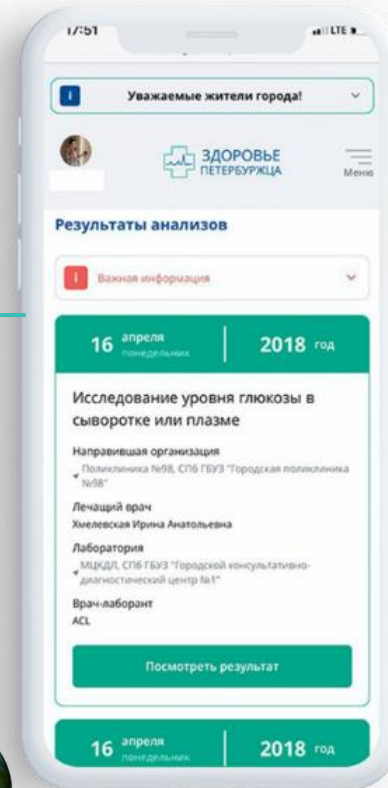 17:51
LTE
Уважаемые жители города!
ЗДОРОВЬЕ
ПЕТЕРБУРЖЦА
Меню
Результаты анализов
Важная информация
16 апреля понедельник 2018 год
Исследование уровня глюкозы в
сыворотке или плазме
Направившая организация
Поликлиника №98, СПб ГБУЗ "Городская поликлиника
№98"
Лечащий врач
Хмелевская Ирина Анатольевна
Лаборатория
МЦКДЛ, СПб ГБУЗ "Городской консультативно-
диагностический центр №1"
Врач-лаборант
ACL
Посмотреть результат
16 апреля понедельник 2018 год